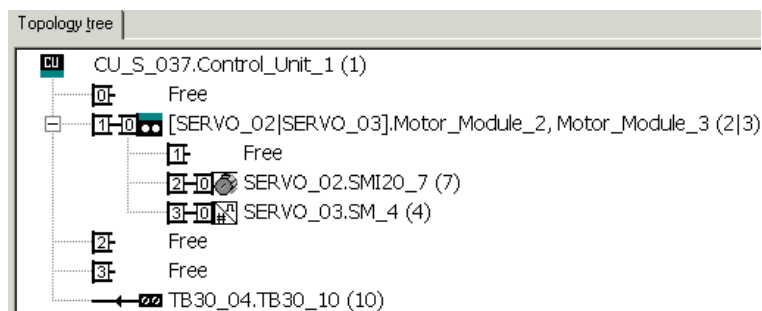 Topology tree
CU CU_S_037.Control_Unit_1 (1)
0 Free
1 0 [SERVO_02|SERVO_03].Motor_Module_2, Motor_Module_3 (2|3)
1 Free
2 0 SERVO_02.SMI20_7 (7)
3 0 # SERVO_03.SM_4 (4)
2 Free
3 Free
TB30_04.TB30_10 (10)